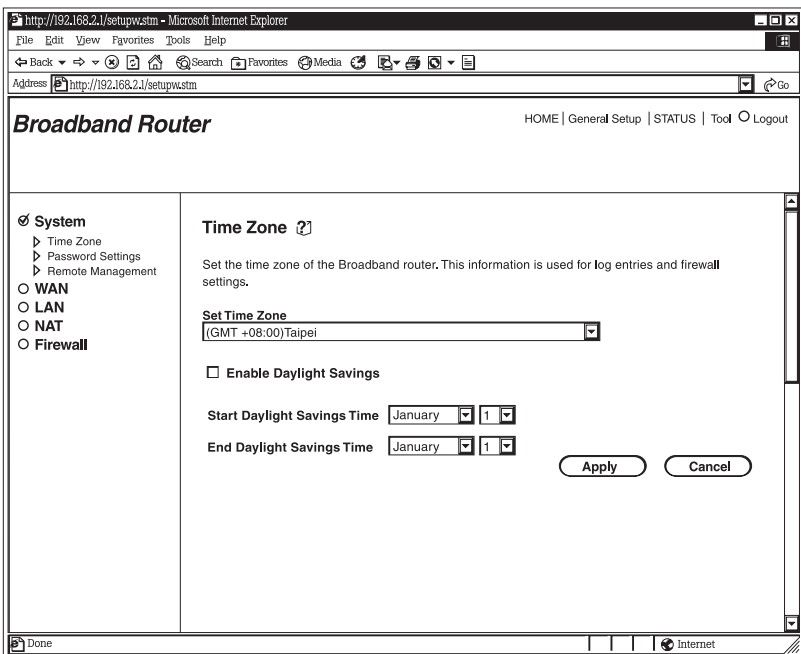 http://192.168.2.1/setupw.stm - Microsoft Internet Explorer
File Edit View Favorites Tools Help
Back Search Favorites Media
Address http://192.168.2.1/setupw.stm Go
Broadband Router
HOME | General Setup | STATUS | Tool Logout
System
Time Zone
Password Settings
Remote Management
WAN
LAN
NAT
Firewall
Time Zone
Set the time zone of the Broadband router. This information is used for log entries and firewall
settings.
Set Time Zone
(GMT +08:00)Taipei
Enable Daylight Savings
Start Daylight Savings Time January 1
End Daylight Savings Time January 1
Apply Cancel
Done Internet